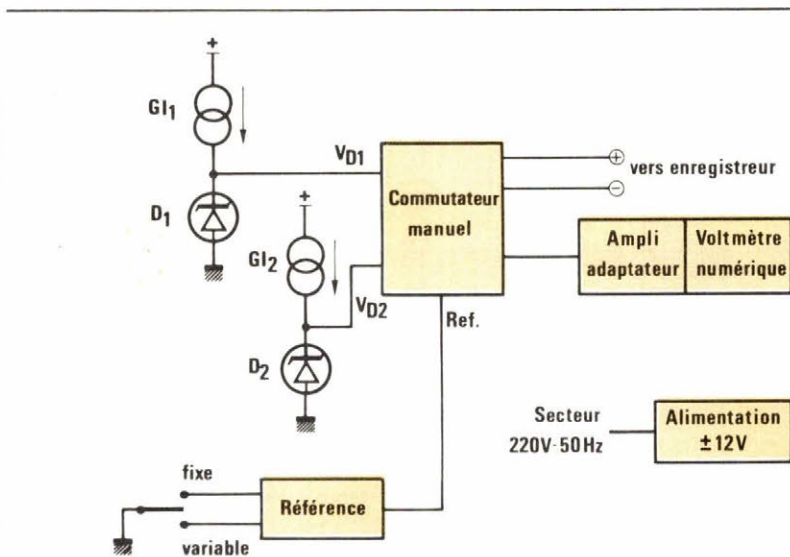 +
GI1
VD1
D1
+
GI2
VD2
D2
Commutateur
manuel
+
−
vers enregistreur
Ampli
adaptateur
Voltmètre
numérique
Ref.
Secteur
220V-50Hz
Alimentation
±12V
fixe
variable
Référence